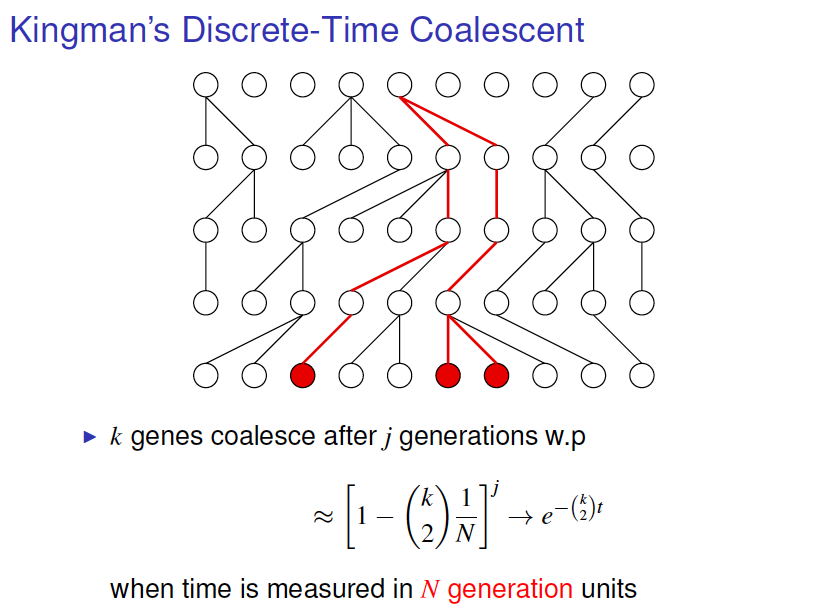 Kingman's Discrete-Time Coalescent
▶ k genes coalesce after j generations w.p
≈ [1 − (k 2) 1/N]^j → e^{−(k 2)t}
when time is measured in N generation units